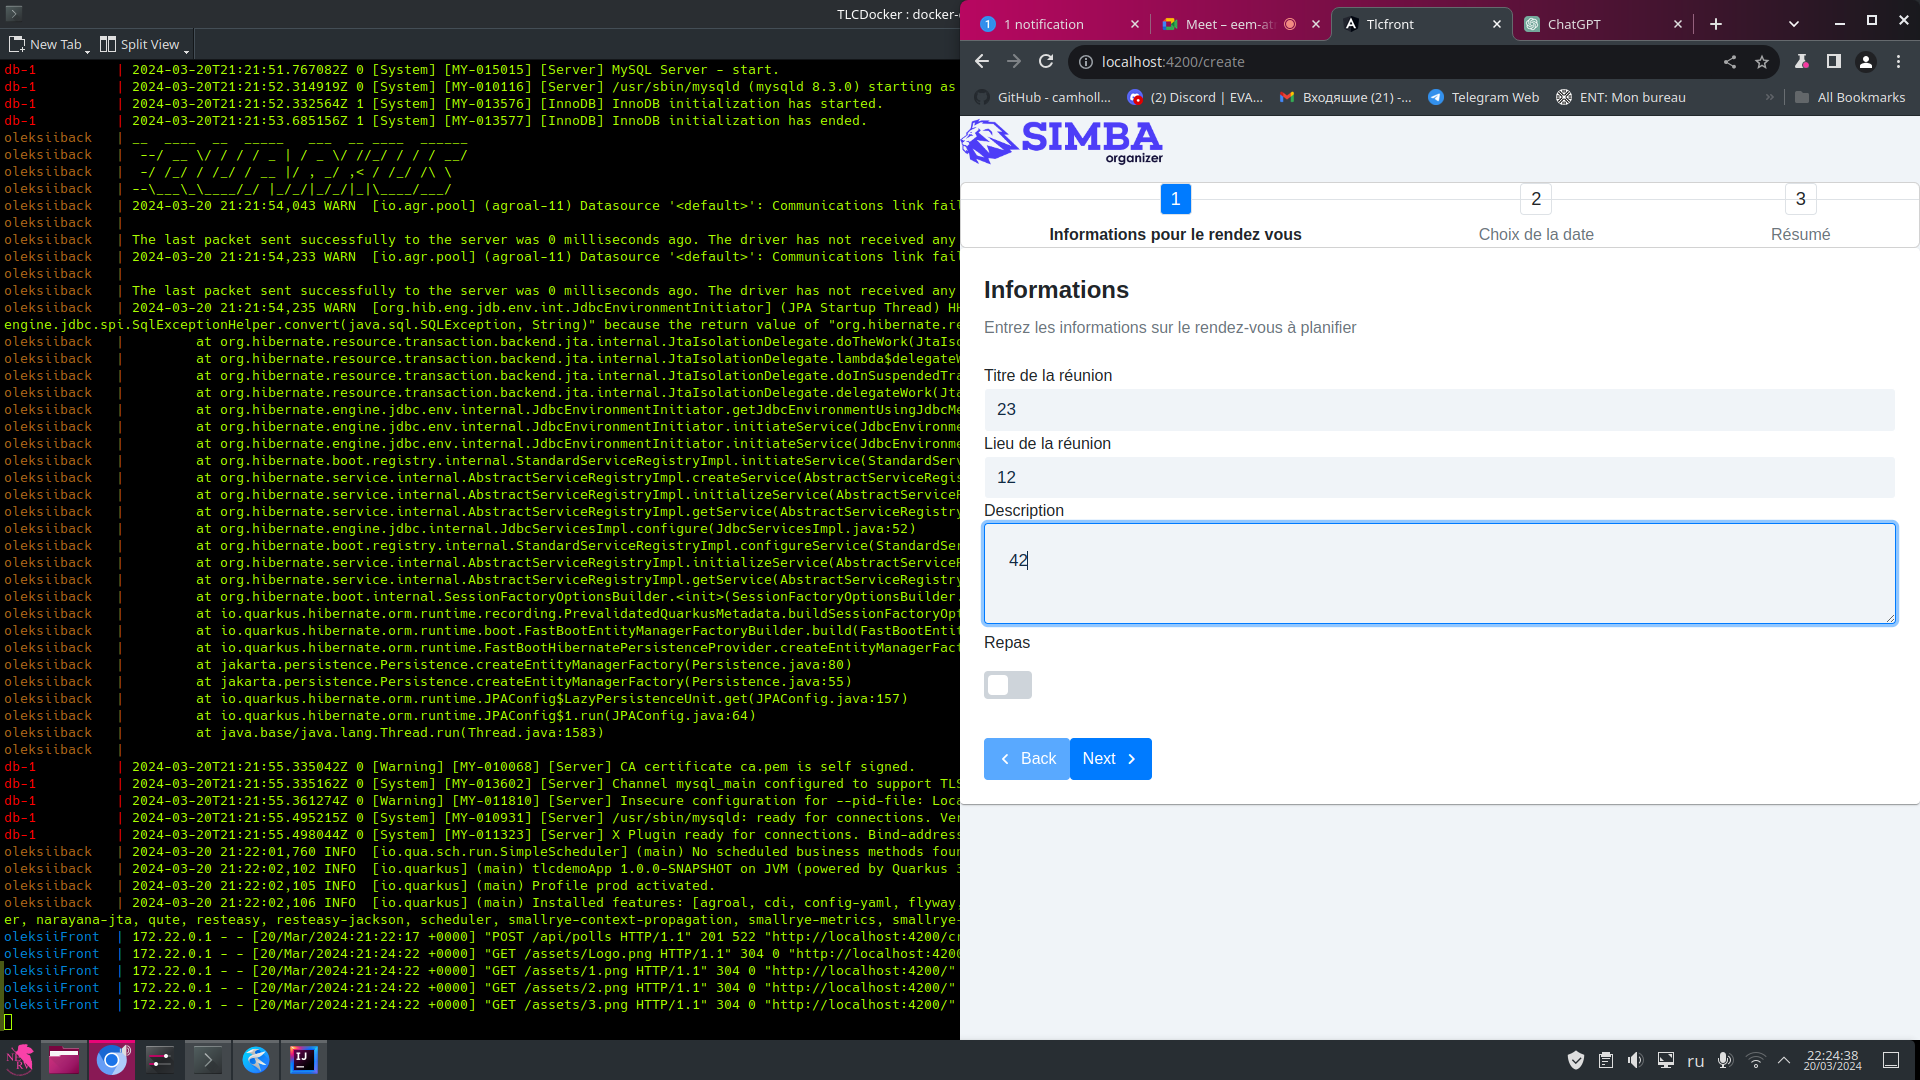 TLCDocker : docker-
New Tab
Split View
db-1 | 2024-03-20T21:21:51.767082Z 0 [System] [MY-015015] [Server] MySQL Server - start.
db-1 | 2024-03-20T21:21:52.314919Z 0 [System] [MY-010116] [Server] /usr/sbin/mysqld (mysqld 8.3.0) starting as
db-1 | 2024-03-20T21:21:52.332564Z 1 [System] [MY-013576] [InnoDB] InnoDB initialization has started.
db-1 | 2024-03-20T21:21:53.685156Z 1 [System] [MY-013577] [InnoDB] InnoDB initialization has ended.
oleksiiback | __  ____  __  _____   ___  __ ____  ______
oleksiiback |  --/ __ \/ / / / _ | / _ \/ //_/ / / / __/
oleksiiback |  -/ /_/ / /_/ / __ |/ , _/ ,< / /_/ /\ \
oleksiiback | --\___\_\____/_/ |_/_/|_/_/|_|\____/___/
oleksiiback | 2024-03-20 21:21:54,043 WARN [io.agr.pool] (agroal-11) Datasource '<default>': Communications link fai
oleksiiback |
oleksiiback | The last packet sent successfully to the server was 0 milliseconds ago. The driver has not received any
oleksiiback | 2024-03-20 21:21:54,233 WARN [io.agr.pool] (agroal-11) Datasource '<default>': Communications link fai
oleksiiback |
oleksiiback | The last packet sent successfully to the server was 0 milliseconds ago. The driver has not received any
oleksiiback | 2024-03-20 21:21:54,235 WARN [org.hib.eng.jdb.env.int.JdbcEnvironmentInitiator] (JPA Startup Thread) HH
engine.jdbc.spi.SqlExceptionHelper.convert(java.sql.SQLException, String)" because the return value of "org.hibernate.re
oleksiiback | at org.hibernate.resource.transaction.backend.jta.internal.JtaIsolationDelegate.doTheWork(JtaIso
oleksiiback | at org.hibernate.resource.transaction.backend.jta.internal.JtaIsolationDelegate.lambda$delegateW
oleksiiback | at org.hibernate.resource.transaction.backend.jta.internal.JtaIsolationDelegate.doInSuspendedTra
oleksiiback | at org.hibernate.resource.transaction.backend.jta.internal.JtaIsolationDelegate.delegateWork(Jta
oleksiiback | at org.hibernate.engine.jdbc.env.internal.JdbcEnvironmentInitiator.getJdbcEnvironmentUsingJdbcMe
oleksiiback | at org.hibernate.engine.jdbc.env.internal.JdbcEnvironmentInitiator.initiateService(JdbcEnvironme
oleksiiback | at org.hibernate.engine.jdbc.env.internal.JdbcEnvironmentInitiator.initiateService(JdbcEnvironme
oleksiiback | at org.hibernate.boot.registry.internal.StandardServiceRegistryImpl.initiateService(StandardServ
oleksiiback | at org.hibernate.service.internal.AbstractServiceRegistryImpl.createService(AbstractServiceRegis
oleksiiback | at org.hibernate.service.internal.AbstractServiceRegistryImpl.initializeService(AbstractServiceR
oleksiiback | at org.hibernate.service.internal.AbstractServiceRegistryImpl.getService(AbstractServiceRegistry
oleksiiback | at org.hibernate.engine.jdbc.internal.JdbcServicesImpl.configure(JdbcServicesImpl.java:52)
oleksiiback | at org.hibernate.boot.registry.internal.StandardServiceRegistryImpl.configureService(StandardSer
oleksiiback | at org.hibernate.service.internal.AbstractServiceRegistryImpl.initializeService(AbstractServiceR
oleksiiback | at org.hibernate.service.internal.AbstractServiceRegistryImpl.getService(AbstractServiceRegistry
oleksiiback | at org.hibernate.boot.internal.SessionFactoryOptionsBuilder.<init>(SessionFactoryOptionsBuilder.
oleksiiback | at io.quarkus.hibernate.orm.runtime.recording.PrevalidatedQuarkusMetadata.buildSessionFactoryOpt
oleksiiback | at io.quarkus.hibernate.orm.runtime.boot.FastBootEntityManagerFactoryBuilder.build(FastBootEntit
oleksiiback | at io.quarkus.hibernate.orm.runtime.FastBootHibernatePersistenceProvider.createEntityManagerFact
oleksiiback | at jakarta.persistence.Persistence.createEntityManagerFactory(Persistence.java:80)
oleksiiback | at jakarta.persistence.Persistence.createEntityManagerFactory(Persistence.java:55)
oleksiiback | at io.quarkus.hibernate.orm.runtime.JPAConfig$LazyPersistenceUnit.get(JPAConfig.java:157)
oleksiiback | at io.quarkus.hibernate.orm.runtime.JPAConfig$1.run(JPAConfig.java:64)
oleksiiback | at java.base/java.lang.Thread.run(Thread.java:1583)
oleksiiback |
db-1 | 2024-03-20T21:21:55.335042Z 0 [Warning] [MY-010068] [Server] CA certificate ca.pem is self signed.
db-1 | 2024-03-20T21:21:55.335162Z 0 [System] [MY-013602] [Server] Channel mysql_main configured to support TLS
db-1 | 2024-03-20T21:21:55.361274Z 0 [Warning] [MY-011810] [Server] Insecure configuration for --pid-file: Loca
db-1 | 2024-03-20T21:21:55.495215Z 0 [System] [MY-010931] [Server] /usr/sbin/mysqld: ready for connections. Ver
db-1 | 2024-03-20T21:21:55.498044Z 0 [System] [MY-011323] [Server] X Plugin ready for connections. Bind-address
oleksiiback | 2024-03-20 21:22:01,760 INFO [io.qua.sch.run.SimpleScheduler] (main) No scheduled business methods foun
oleksiiback | 2024-03-20 21:22:02,102 INFO [io.quarkus] (main) tlcdemoApp 1.0.0-SNAPSHOT on JVM (powered by Quarkus 3
oleksiiback | 2024-03-20 21:22:02,105 INFO [io.quarkus] (main) Profile prod activated.
oleksiiback | 2024-03-20 21:22:02,106 INFO [io.quarkus] (main) Installed features: [agroal, cdi, config-yaml, flyway,
er, narayana-jta, qute, resteasy, resteasy-jackson, scheduler, smallrye-context-propagation, smallrye-metrics, smallrye-
oleksiiFront | 172.22.0.1 - - [20/Mar/2024:21:22:17 +0000] "POST /api/polls HTTP/1.1" 201 522 "http://localhost:4200/cr
oleksiiFront | 172.22.0.1 - - [20/Mar/2024:21:24:22 +0000] "GET /assets/Logo.png HTTP/1.1" 304 0 "http://localhost:4200
oleksiiFront | 172.22.0.1 - - [20/Mar/2024:21:24:22 +0000] "GET /assets/1.png HTTP/1.1" 304 0 "http://localhost:4200/"
oleksiiFront | 172.22.0.1 - - [20/Mar/2024:21:24:22 +0000] "GET /assets/2.png HTTP/1.1" 304 0 "http://localhost:4200/"
oleksiiFront | 172.22.0.1 - - [20/Mar/2024:21:24:22 +0000] "GET /assets/3.png HTTP/1.1" 304 0 "http://localhost:4200/"
1 1 notification
Meet – eem-at
Tlcfront
ChatGPT
localhost:4200/create
GitHub - camholl...
(2) Discord | EVA...
Входящие (21) -...
Telegram Web
ENT: Mon bureau
All Bookmarks
SIMBA
organizer
1 2 3
Informations pour le rendez vous
Choix de la date
Résumé
Informations
Entrez les informations sur le rendez-vous à planifier
Titre de la réunion
23
Lieu de la réunion
12
Description
42
Repas
Back
Next
IJ
ru
22:24:38
20/03/2024